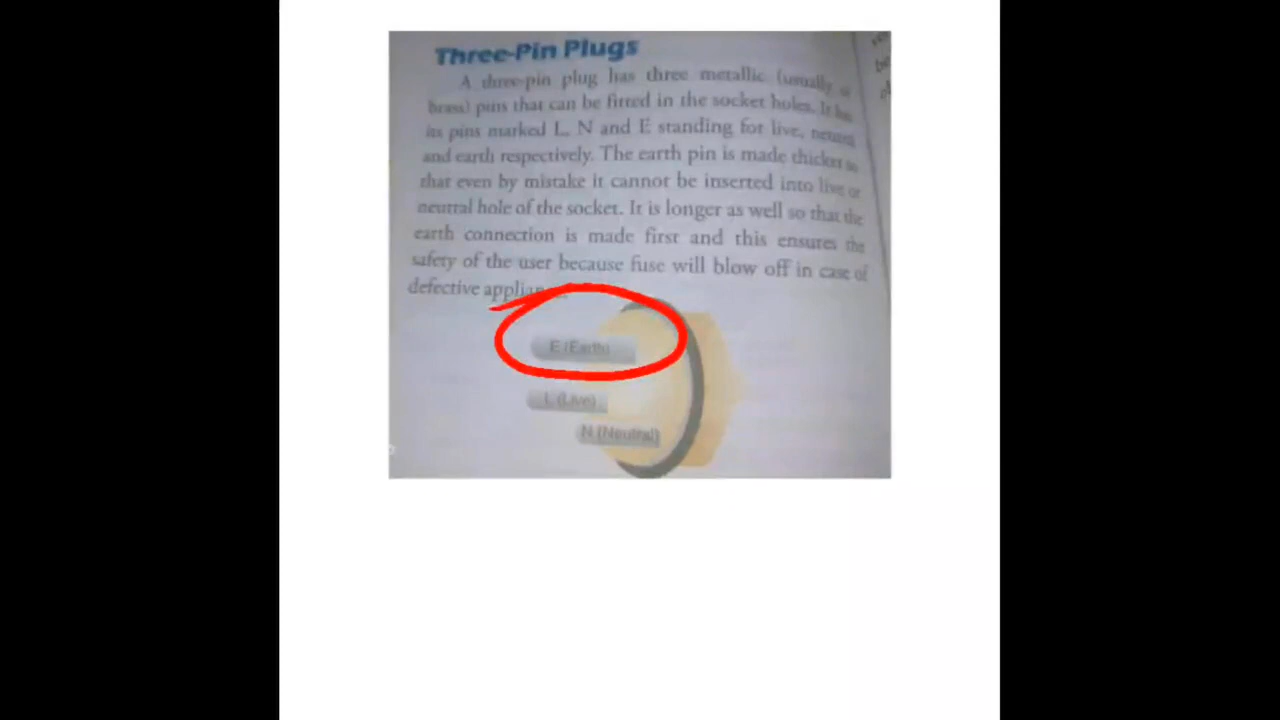 Three-Pin Plugs
A three-pin plug has three metallic (usually of
brass) pins that can be fitted in the socket holes. It has
its pins marked L, N and E standing for live, neutral
and earth respectively. The earth pin is made thicker so
that even by mistake it cannot be inserted into live or
neutral hole of the socket. It is longer as well so that the
earth connection is made first and this ensures the
safety of the user because fuse will blow off in case of
defective
E (Earth)
L (Live)
N (Neutral)